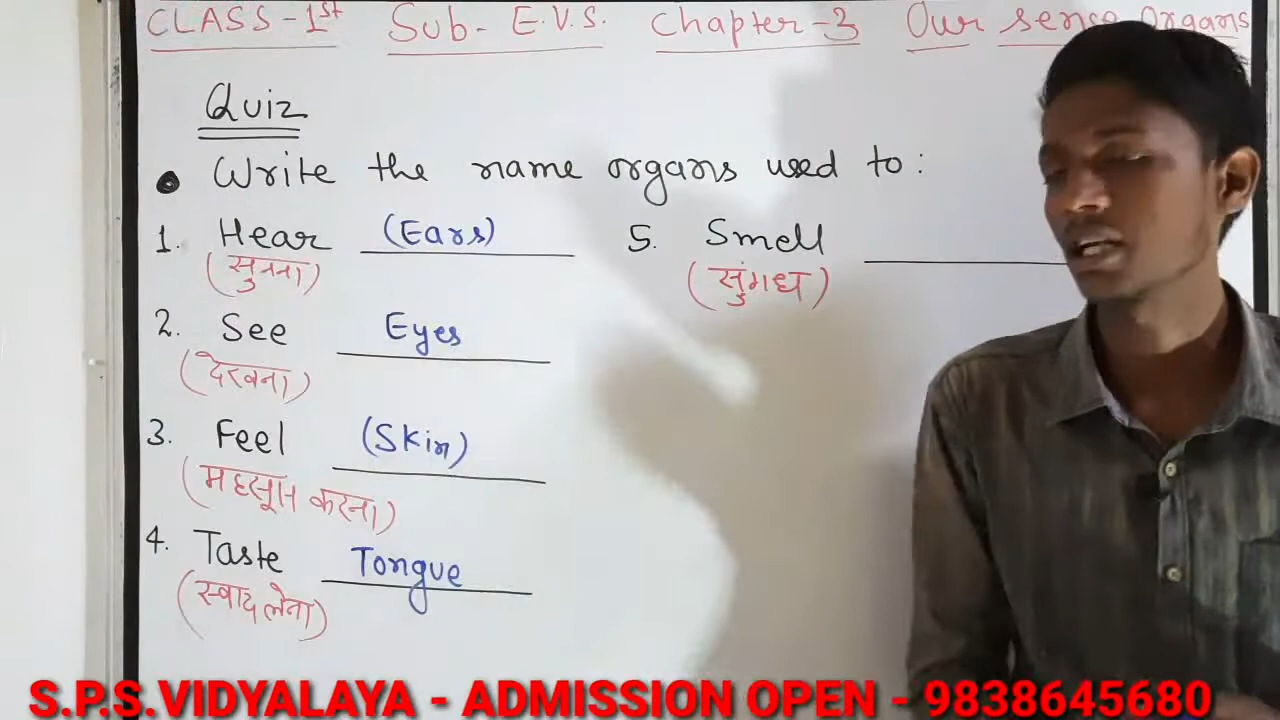 CLASS - 1st Sub- E.V.S. Chapter-3 Our sense organs
Quiz
• Write the name organs used to :
1. Hear (Ears)
(सुनना)
2. See Eyes
(देखना)
3. Feel (Skin)
(महसूस करना)
4. Taste Tongue
(स्वाद लेना)
5. Smell
(सुंगध)
S.P.S.VIDYALAYA - ADMISSION OPEN - 9838645680